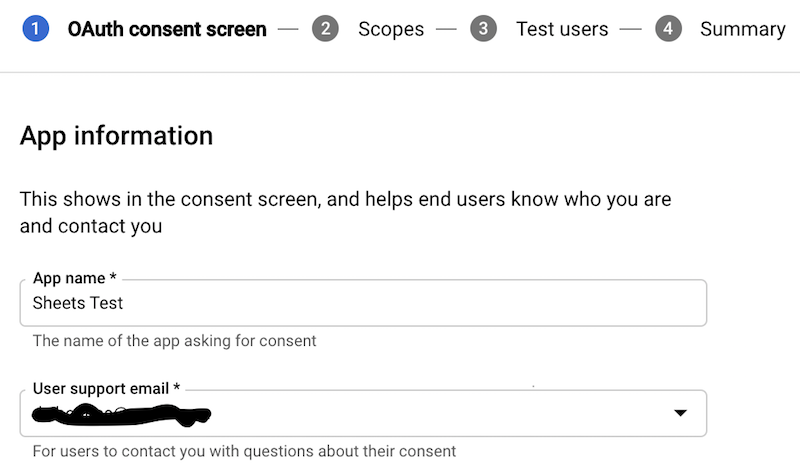 1 OAuth consent screen — 2 Scopes — 3 Test users — 4 Summary
App information
This shows in the consent screen, and helps end users know who you are
and contact you
App name *
Sheets Test
The name of the app asking for consent
User support email *
For users to contact you with questions about their consent